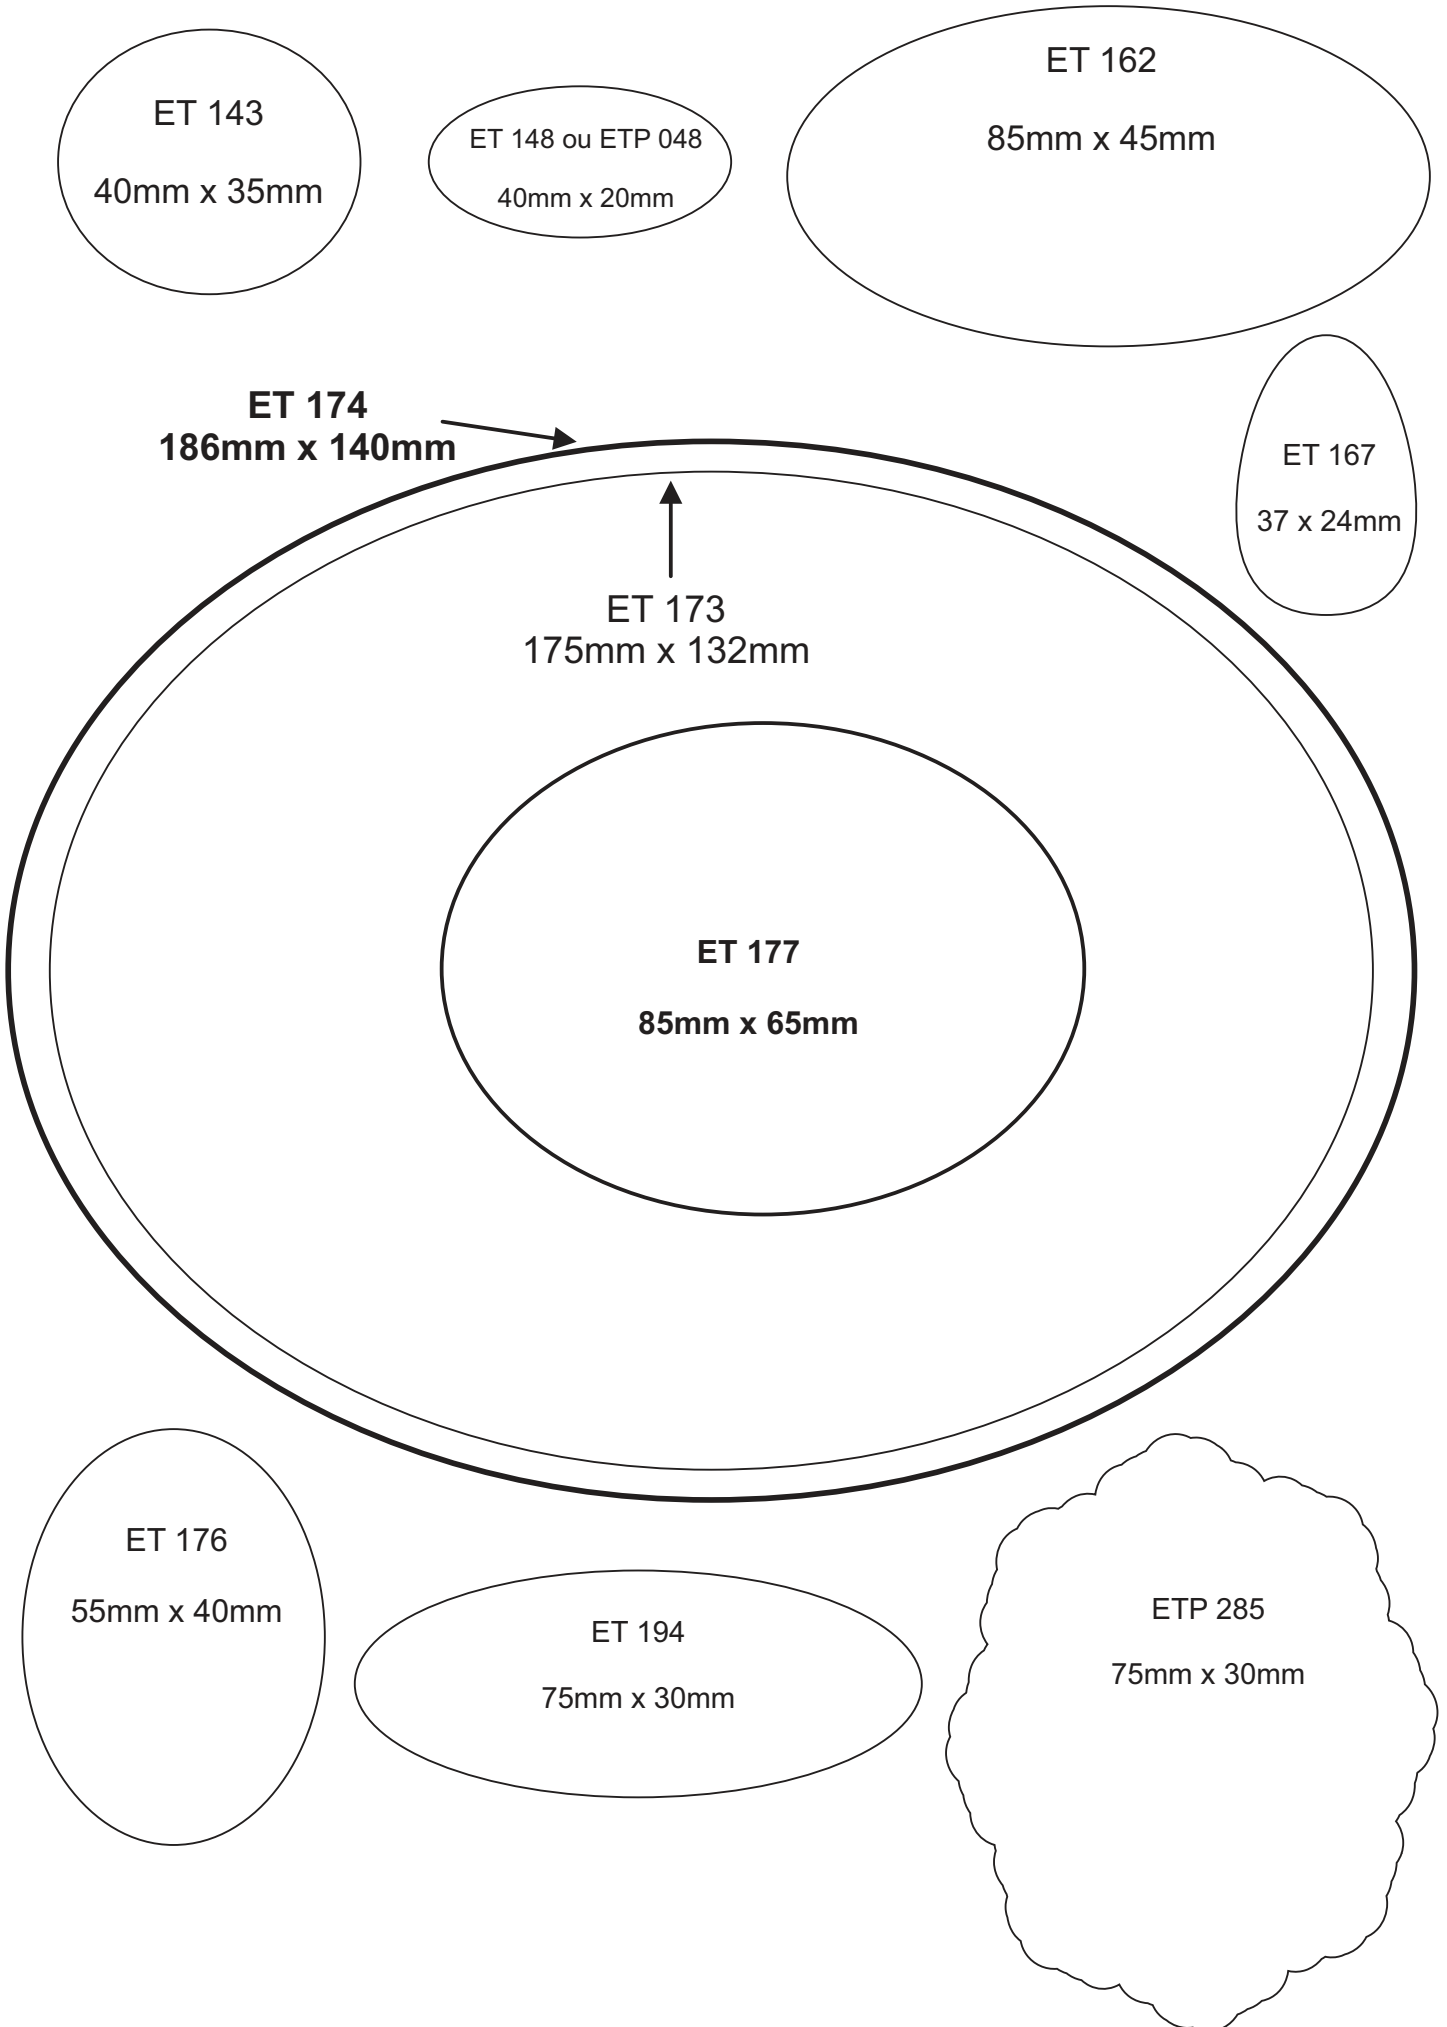 ET 143
40mm x 35mm
ET 148 ou ETP 048
40mm x 20mm
ET 162
85mm x 45mm
ET 174
186mm x 140mm
ET 167
37 x 24mm
ET 173
175mm x 132mm
ET 177
85mm x 65mm
ET 176
55mm x 40mm
ET 194
75mm x 30mm
ETP 285
75mm x 30mm